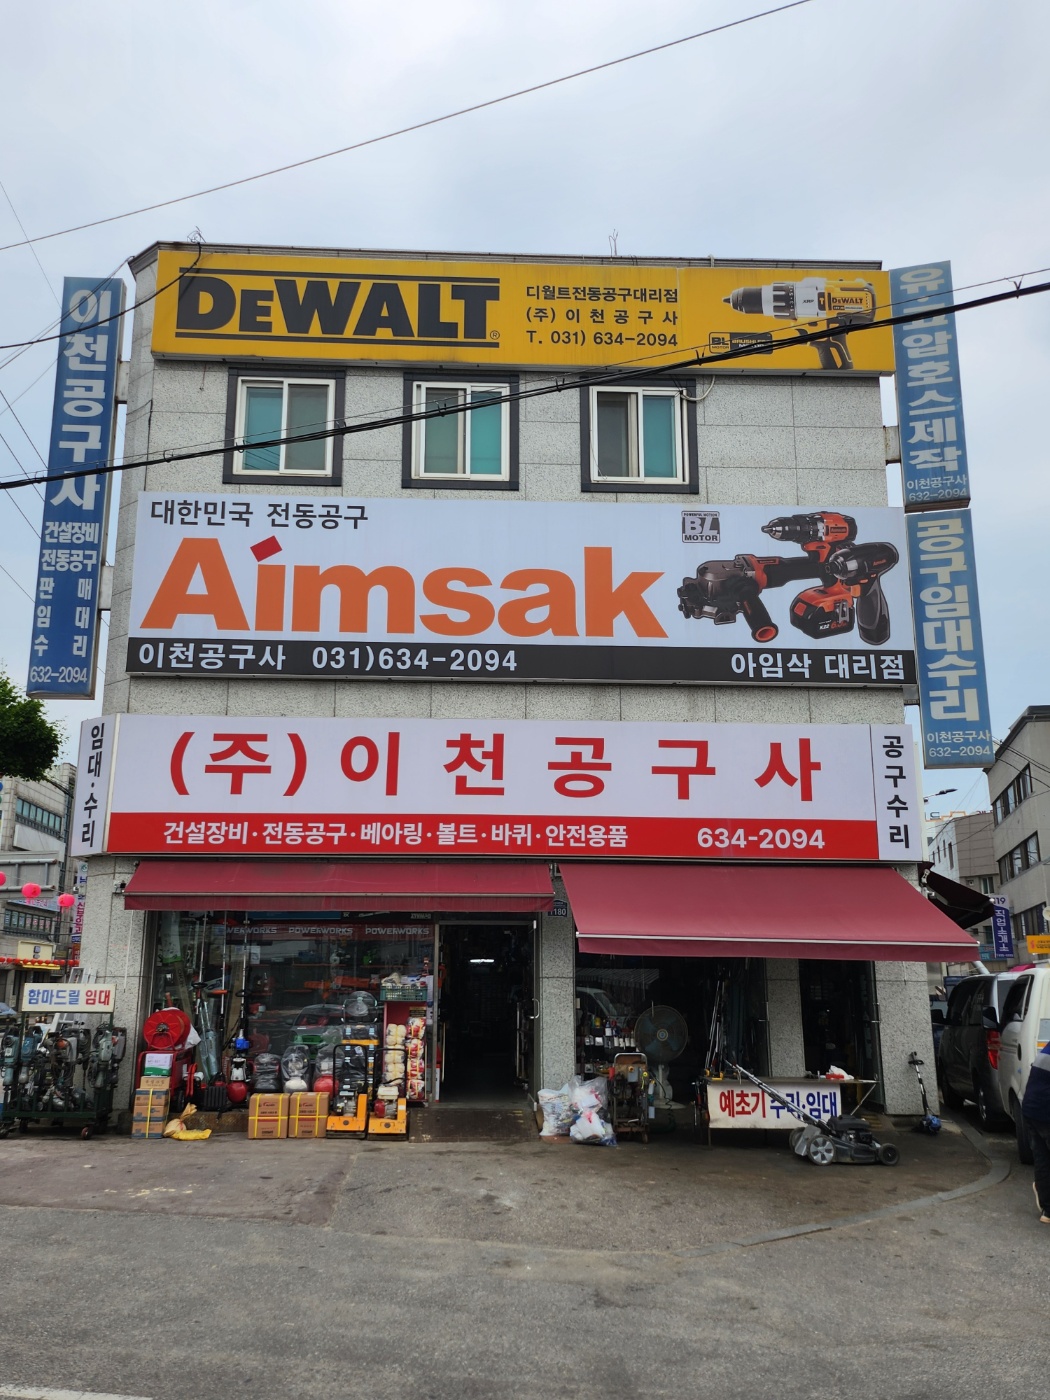 DEWALT
디월트전동공구대리점
(주) 이 천 공 구 사
T. 031) 634-2094
DEWALT
이천공구사
건설장비
전동공구
판 매
임 대
수 리
632-2094
유압호스제작
이천공구사
632-2094
공구임대수리
이천공구사
632-2094
대한민국 전동공구
Aimsak
BL
MOTOR
이천공구사 031)634-2094
아임삭 대리점
임대·수리
(주) 이 천 공 구 사
건설장비·전동공구·베아링·볼트·바퀴·안전용품 634-2094
공구수리
POWERWORKS POWERWORKS POWERWORKS
1180
함마드릴 임대
예초기 수리·임대
직업소개소